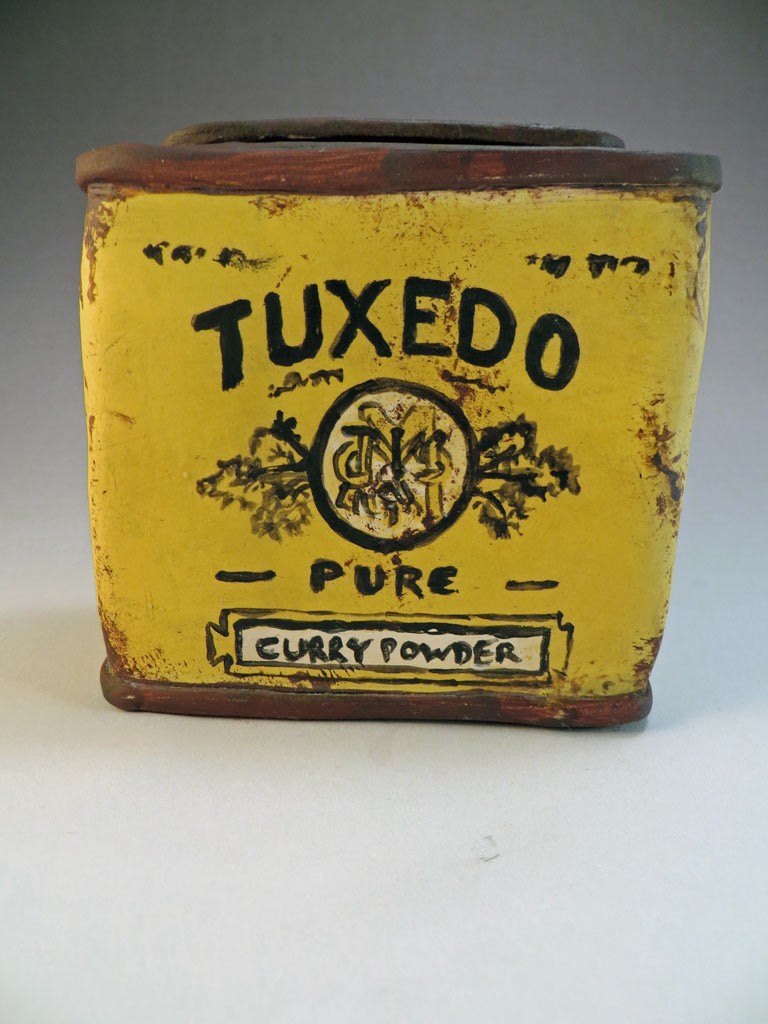 TUXEDO
— PURE —
CURRY POWDER